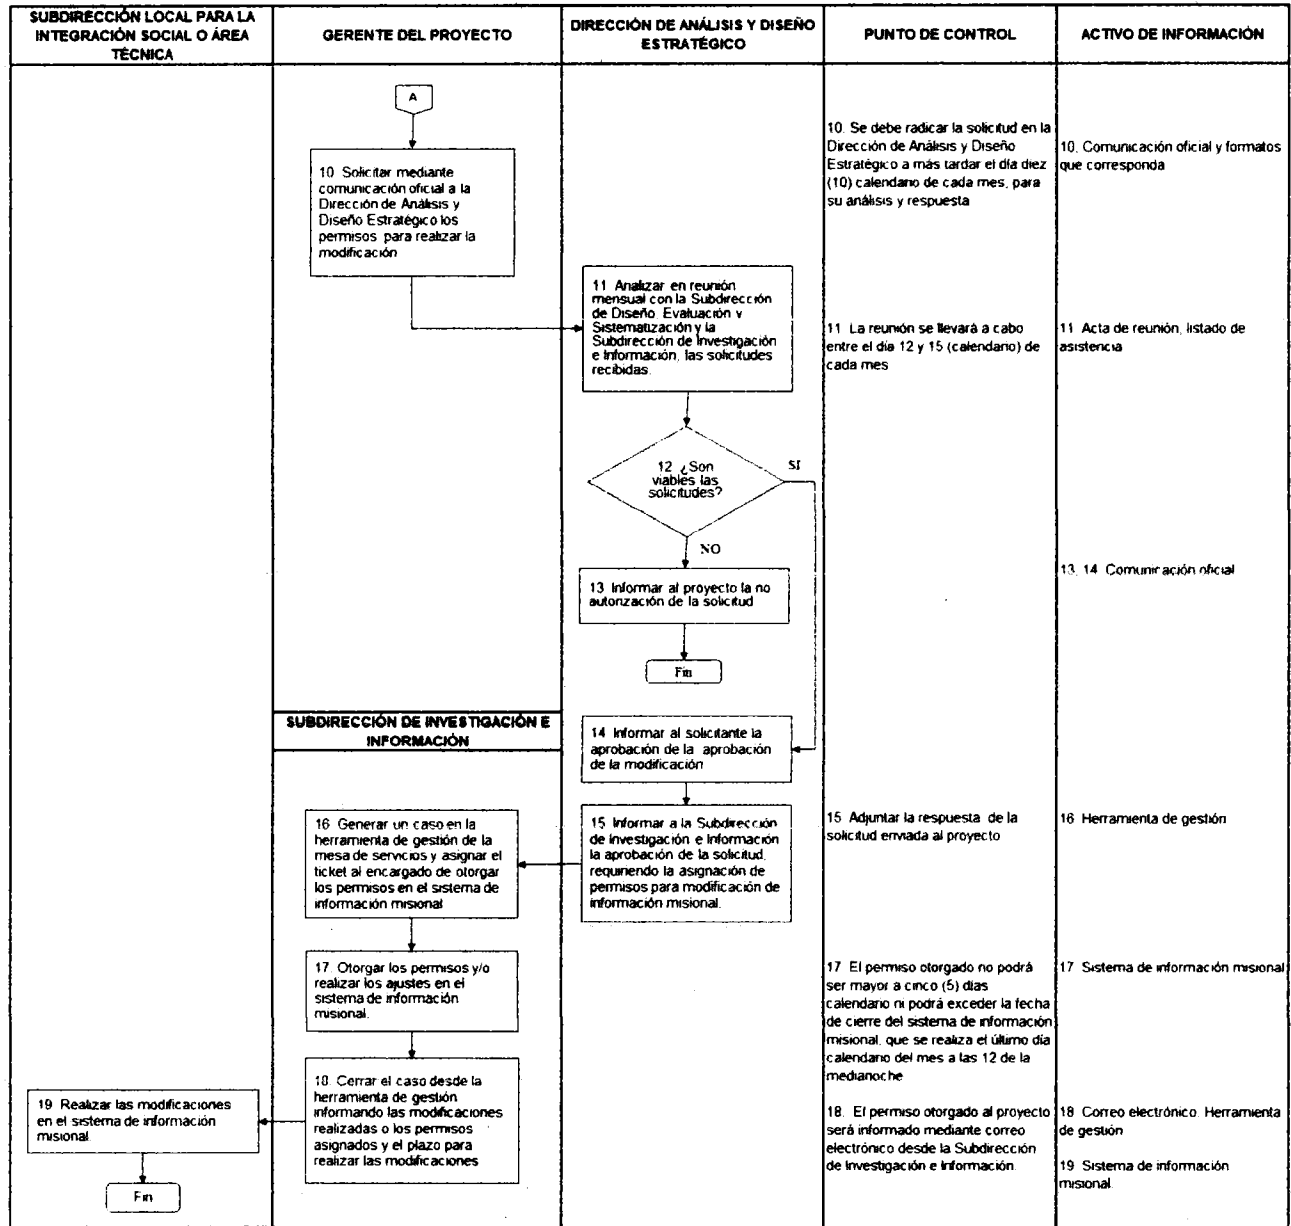 SUBDIRECCIÓN LOCAL PARA LA
INTEGRACIÓN SOCIAL O ÁREA
TÉCNICA
GERENTE DEL PROYECTO
DIRECCIÓN DE ANÁLISIS Y DISEÑO
ESTRATÉGICO
PUNTO DE CONTROL
ACTIVO DE INFORMACIÓN
A
10 Solicitar mediante
comunicación oficial a la
Dirección de Análisis y
Diseño Estratégico los
permisos para realizar la
modificación
10. Se debe radicar la solicitud en la
Dirección de Análisis y Diseño
Estratégico a más tardar el día diez
(10) calendario de cada mes, para
su análisis y respuesta
10. Comunicación oficial y formatos
que corresponda
11 Analizar en reunión
mensual con la Subdirección
de Diseño, Evaluación y
Sistematización y la
Subdirección de Investigación
e Información, las solicitudes
recibidas.
11 La reunión se llevará a cabo
entre el día 12 y 15 (calendario) de
cada mes
11 Acta de reunión, listado de
asistencia
12 ¿Son
viables las
solicitudes?
SI
NO
13 Informar al proyecto la no
autorización de la solicitud
13, 14 Comunicación oficial
Fin
SUBDIRECCIÓN DE INVESTIGACIÓN E
INFORMACIÓN
14 Informar al solicitante la
aprobación de la aprobación
de la modificación
15 Informar a la Subdirección
de Investigación e Información
la aprobación de la solicitud,
requiriendo la asignación de
permisos para modificación de
información misional.
15 Adjuntar la respuesta de la
solicitud enviada al proyecto
16 Generar un caso en la
herramienta de gestión de la
mesa de servicios y asignar el
ticket al encargado de otorgar
los permisos en el sistema de
información misional
16 Herramienta de gestión
17. Otorgar los permisos y/o
realizar los ajustes en el
sistema de información
misional.
17 El permiso otorgado no podrá
ser mayor a cinco (5) días
calendario ni podrá exceder la fecha
de cierre del sistema de información
misional, que se realiza el último día
calendario del mes a las 12 de la
medianoche
17 Sistema de información misional
18. Cerrar el caso desde la
herramienta de gestión
informando las modificaciones
realizadas o los permisos
asignados y el plazo para
realizar las modificaciones
18. El permiso otorgado al proyecto
será informado mediante correo
electrónico desde la Subdirección
de Investigación e Información.
18 Correo electrónico. Herramienta
de gestión
19 Realizar las modificaciones
en el sistema de información
misional.
19 Sistema de información
misional.
Fin